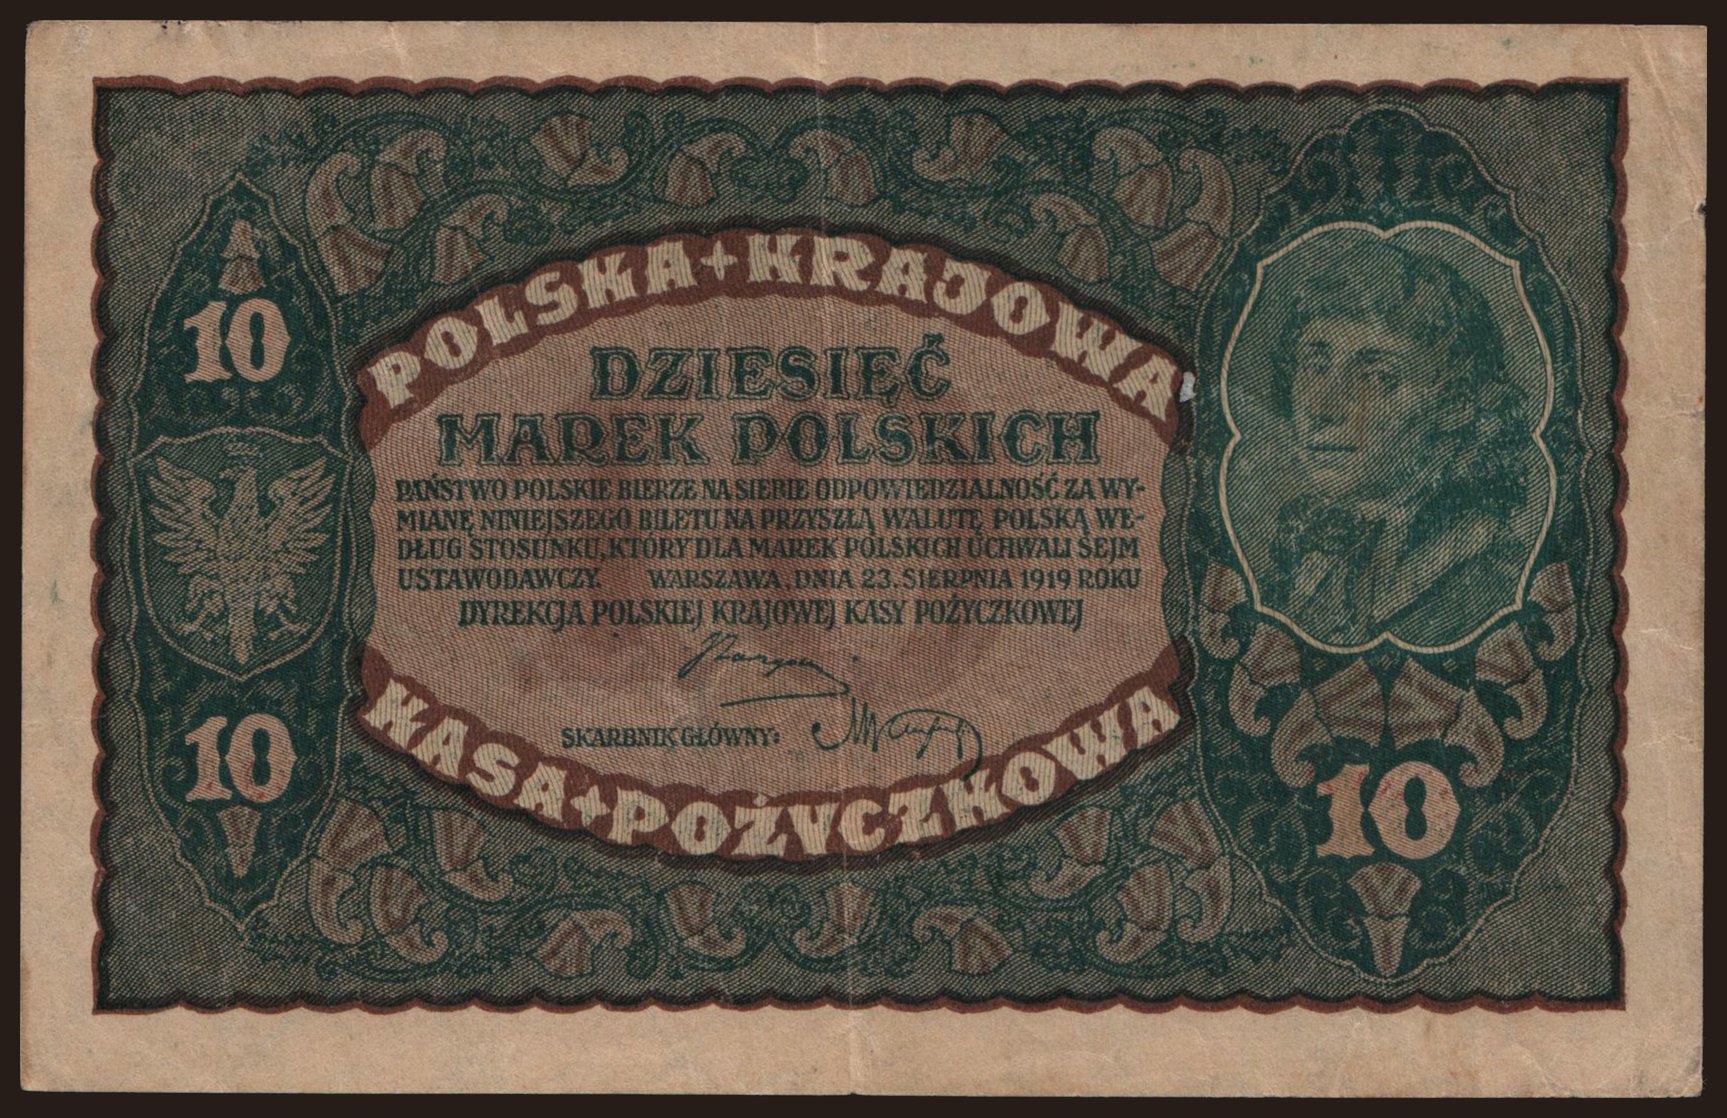 POLSKA + KRAJOWA
10
DZIESIĘĆ
MAREK POLSKICH
PAŃSTWO POLSKIE BIERZE NA SIEBIE ODPOWIEDZIALNOŚĆ ZA WY-
MIANĘ NINIEJSZEGO BILETU NA PRZYSZŁĄ WALUTĘ POLSKĄ WE-
DŁUG STOSUNKU, KTÓRY DLA MAREK POLSKICH UCHWALI SEJM
USTAWODAWCZY. WARSZAWA, DNIA 23. SIERPNIA 1919 ROKU
DYREKCJA POLSKIEJ KRAJOWEJ KASY POŻYCZKOWEJ
SKARBNIK GŁÓWNY:
10
10
KASA + POŻYCZKOWA